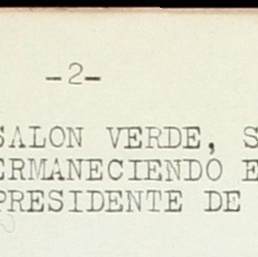 -2-
SALON VERDE, S
ERMANECIENDO E
PRESIDENTE DE